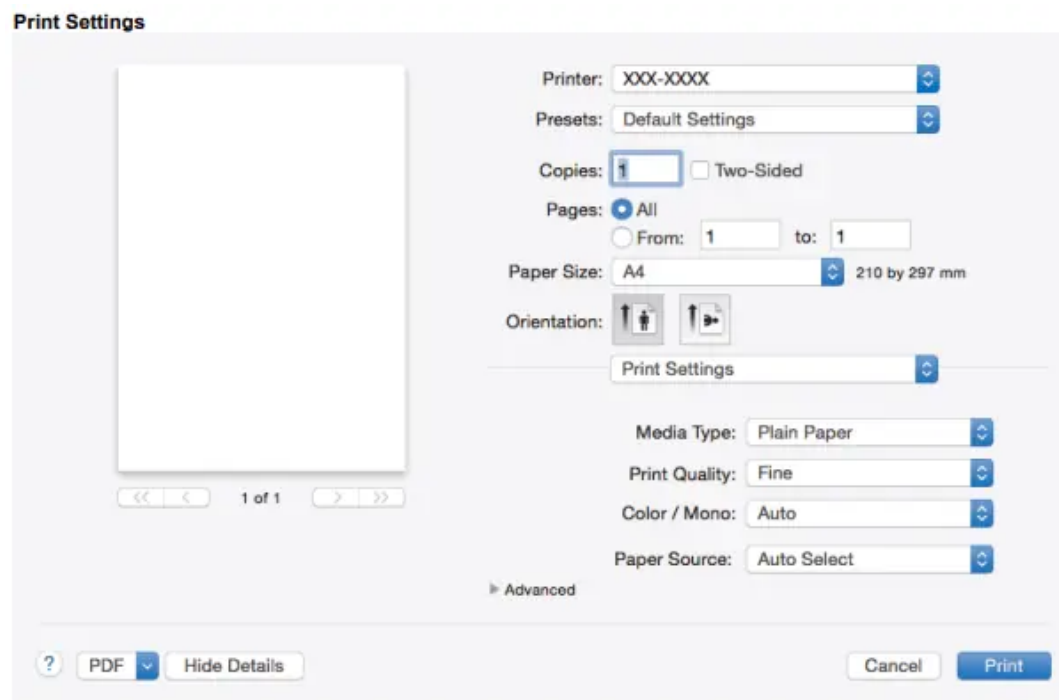 Print Settings
Printer: XXX-XXXX
Presets: Default Settings
Copies: 1 Two-Sided
Pages: All
From: 1 to: 1
Paper Size: A4 210 by 297 mm
Orientation:
Print Settings
Media Type: Plain Paper
Print Quality: Fine
<< < 1 of 1 > >>
Color / Mono: Auto
Paper Source: Auto Select
Advanced
? PDF Hide Details Cancel Print